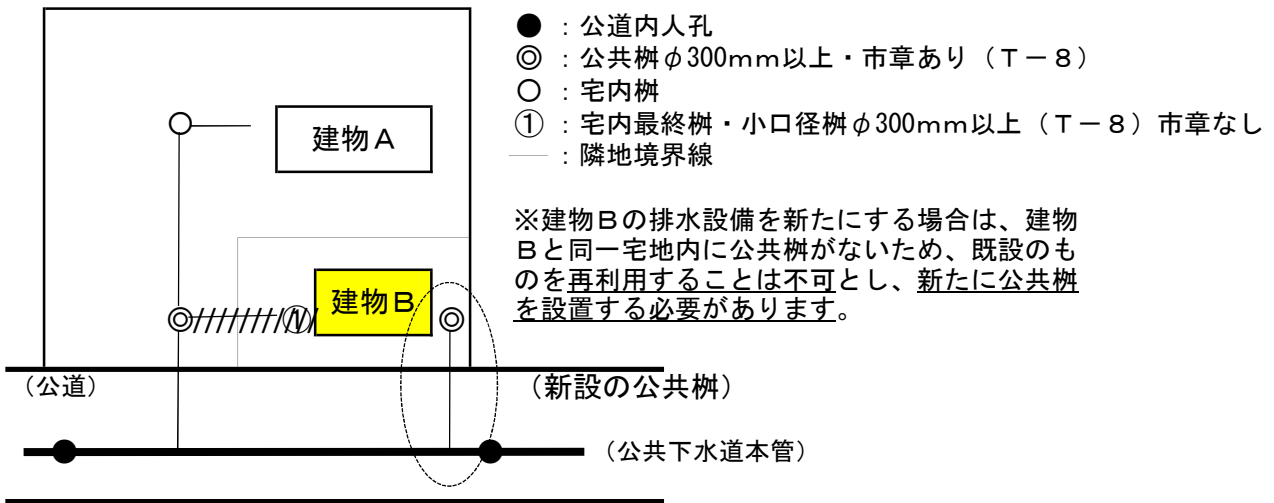 ● : 公道内人孔
◎ : 公共桝φ300mm以上・市章あり（T－8）
○ : 宅内桝
① : 宅内最終桝・小口径桝φ300mm以上（T－8）市章なし
: 隣地境界線
※建物Bの排水設備を新たにする場合は、建物
Bと同一宅地内に公共桝がないため、既設のも
のを再利用することは不可とし、新たに公共桝
を設置する必要があります。
建物A
建物B
①
（公道）
（新設の公共桝）
（公共下水道本管）